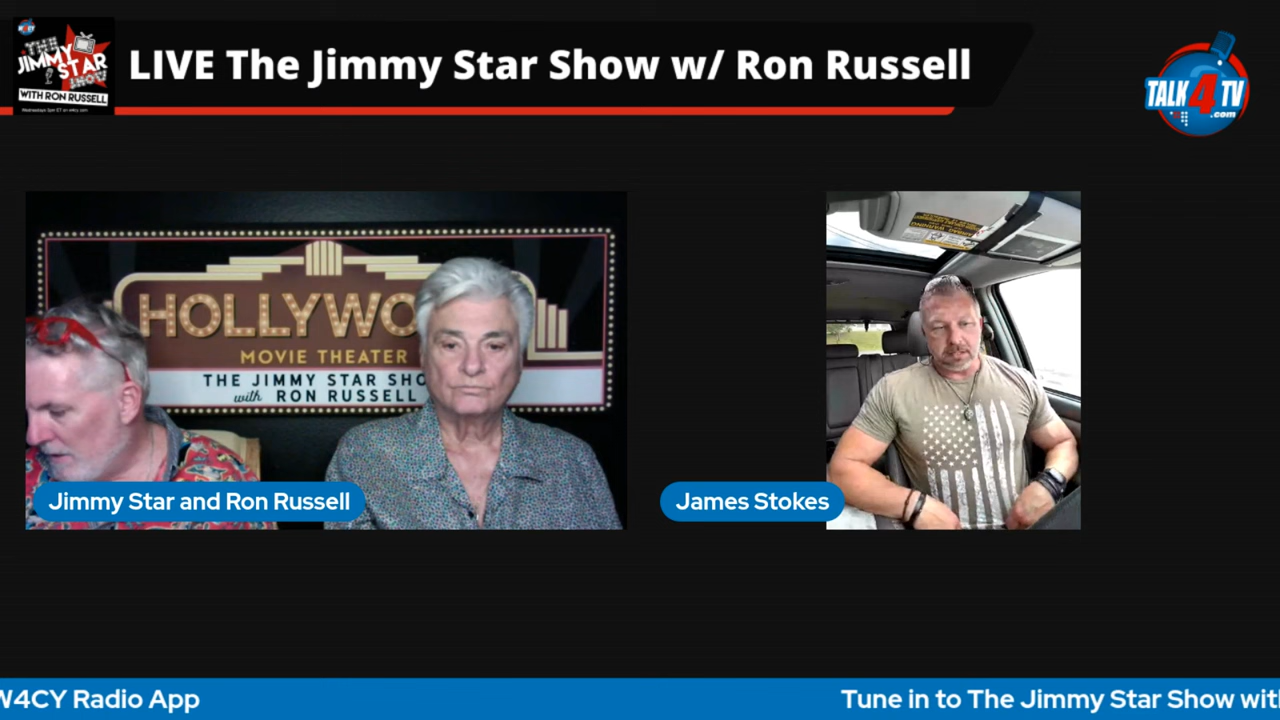 THE
JIMMY
STAR
SHOW
WITH RON RUSSELL
LIVE The Jimmy Star Show w/ Ron Russell
TALK4TV
.com
HOLLYWO
MOVIE THEATER
THE JIMMY STAR SHO
with RON RUSSELL
WARNING
Jimmy Star and Ron Russell
James Stokes
W4CY Radio App
Tune in to The Jimmy Star Show wit